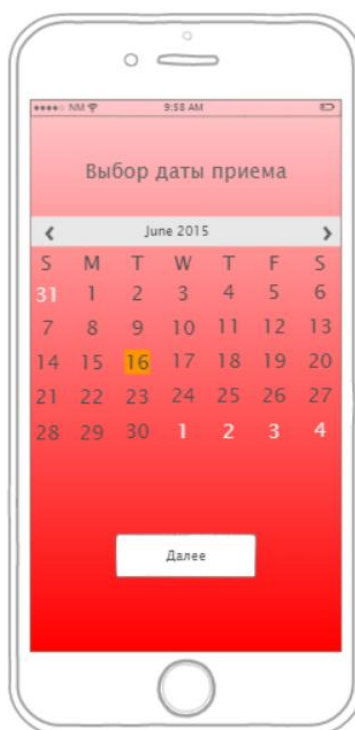 NM 9:58 AM
Выбор даты приема
June 2015
S M T W T F S
31 1 2 3 4 5 6
7 8 9 10 11 12 13
14 15 16 17 18 19 20
21 22 23 24 25 26 27
28 29 30 1 2 3 4
Далее